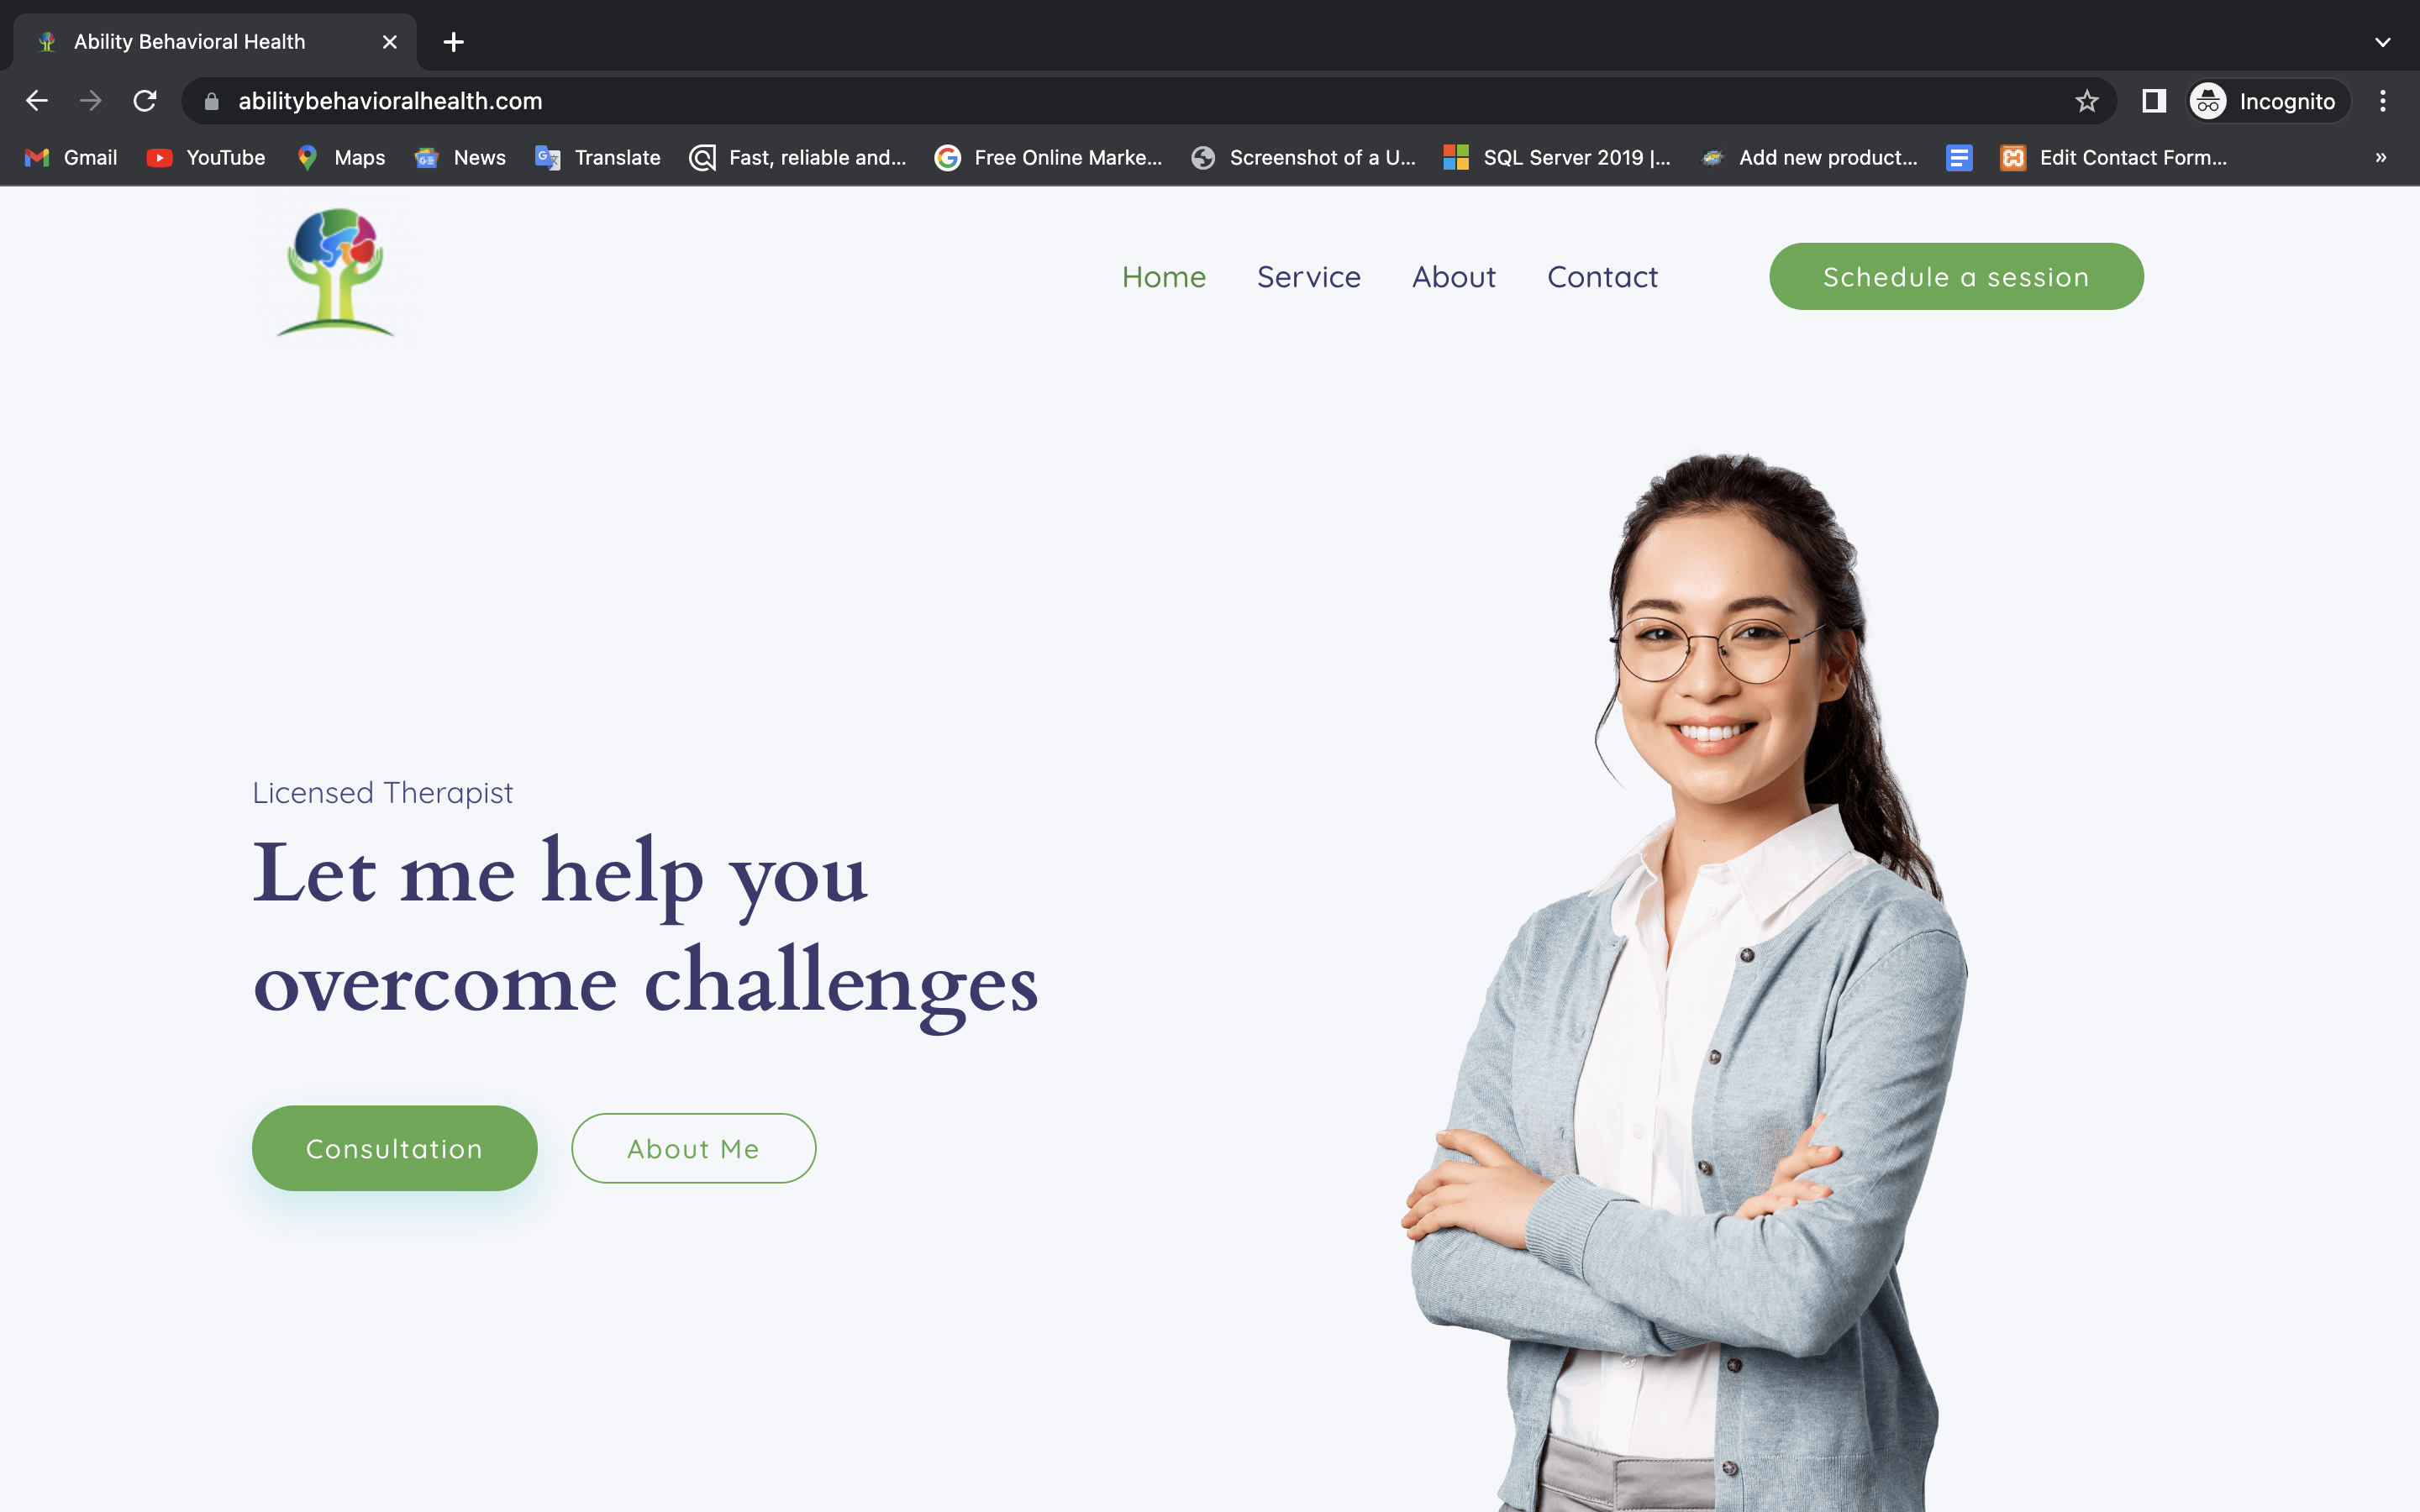 Ability Behavioral Health
abilitybehavioralhealth.com
Incognito
Gmail YouTube Maps News Translate Fast, reliable and... Free Online Marke... Screenshot of a U... SQL Server 2019 |... Add new product... Edit Contact Form... »
Home Service About Contact Schedule a session
Licensed Therapist
Let me help you
overcome challenges
Consultation About Me